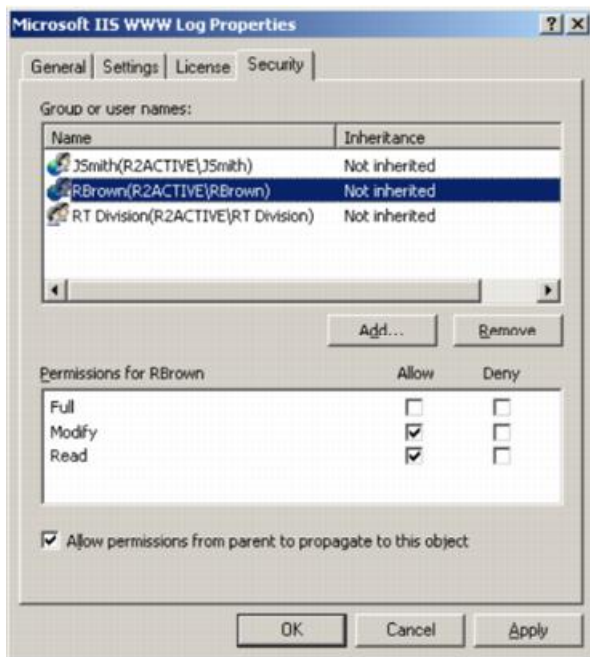 Microsoft IIS WWW Log Properties ? ×
General Settings License Security
Group or user names:
Name Inheritance
JSmith(R2ACTIVE\JSmith) Not inherited
RBrown(R2ACTIVE\RBrown) Not inherited
RT Division(R2ACTIVE\RT Division) Not inherited
Add... Remove
Permissions for RBrown Allow Deny
Full
Modify
Read
Allow permissions from parent to propagate to this object
OK Cancel Apply